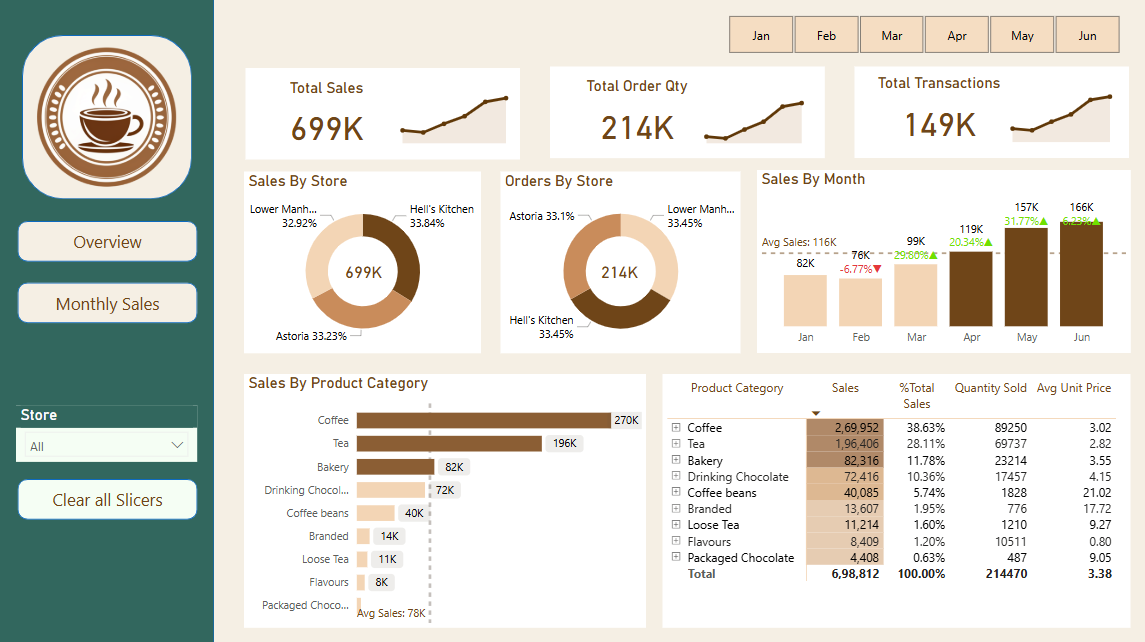 Jan Feb Mar Apr May Jun
Total Sales
699K
Total Order Qty
214K
Total Transactions
149K
Overview
Monthly Sales
Store
All
Clear all Slicers
Sales By Store
Lower Manh...
32.92%
Hell's Kitchen
33.84%
699K
Astoria 33.23%
Orders By Store
Astoria 33.1%
Lower Manh...
33.45%
214K
Hell's Kitchen
33.45%
Sales By Month
Avg Sales: 116K
82K
76K
-6.77%▼
99K
29.80%▲
119K
20.34%▲
157K
31.77%▲
166K
6.23%▲
Jan Feb Mar Apr May Jun
Sales By Product Category
Coffee 270K
Tea 196K
Bakery 82K
Drinking Chocol... 72K
Coffee beans 40K
Branded 14K
Loose Tea 11K
Flavours 8K
Packaged Choco...
Avg Sales: 78K
Product Category Sales %Total Sales Quantity Sold Avg Unit Price
Coffee 2,69,952 38.63% 89250 3.02
Tea 1,96,406 28.11% 69737 2.82
Bakery 82,316 11.78% 23214 3.55
Drinking Chocolate 72,416 10.36% 17457 4.15
Coffee beans 40,085 5.74% 1828 21.02
Branded 13,607 1.95% 776 17.72
Loose Tea 11,214 1.60% 1210 9.27
Flavours 8,409 1.20% 10511 0.80
Packaged Chocolate 4,408 0.63% 487 9.05
Total 6,98,812 100.00% 214470 3.38